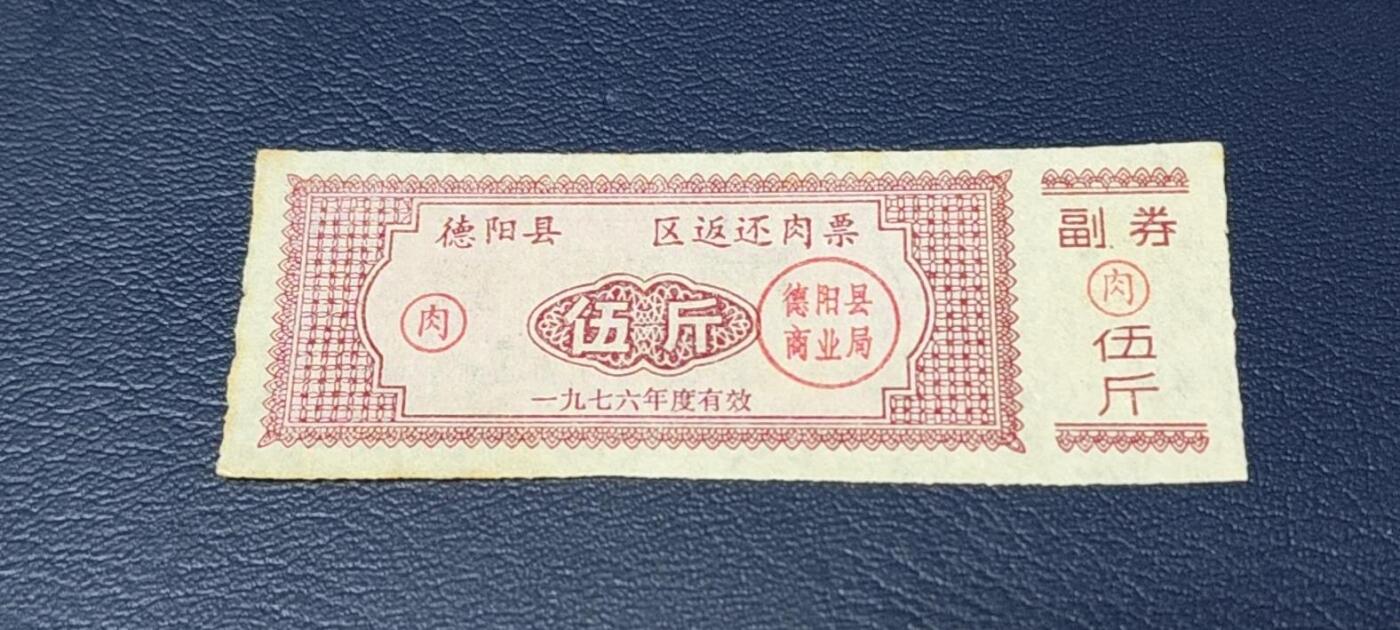 德阳县 区返还肉票
肉
伍斤
德阳县
商业局
一九七六年度有效
副券
肉
伍
斤